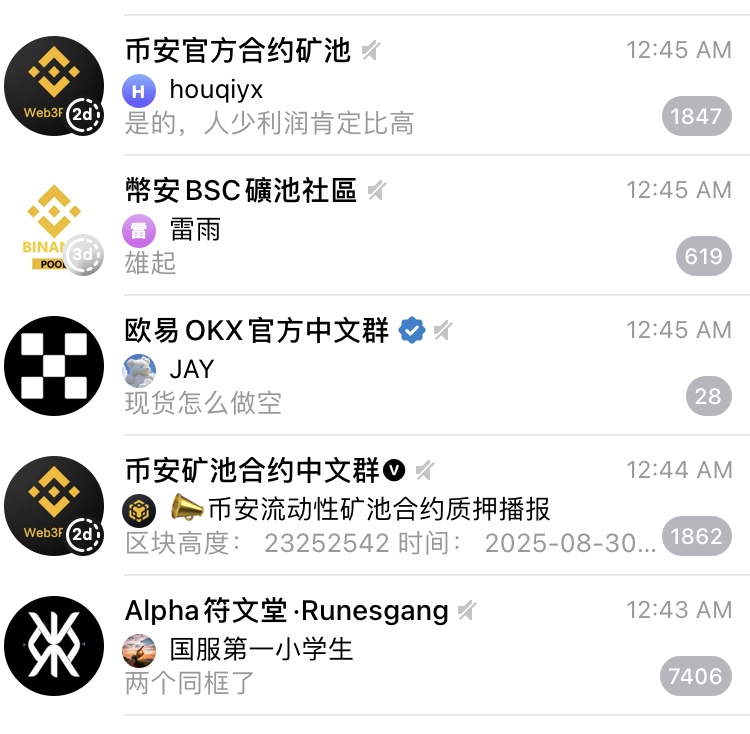 币安官方合约矿池
12:45 AM
H
houqiyx
Web3
2d
是的，人少利润肯定比高
1847
幣安BSC礦池社區
12:45 AM
雷
雷雨
BINAN
POOL
3d
雄起
619
欧易OKX官方中文群
12:45 AM
JAY
现货怎么做空
28
币安矿池合约中文群V
12:44 AM
币安流动性矿池合约质押播报
Web3
2d
区块高度： 23252542 时间： 2025-08-30...
1862
Alpha符文堂·Runesgang
12:43 AM
国服第一小学生
两个同框了
7406